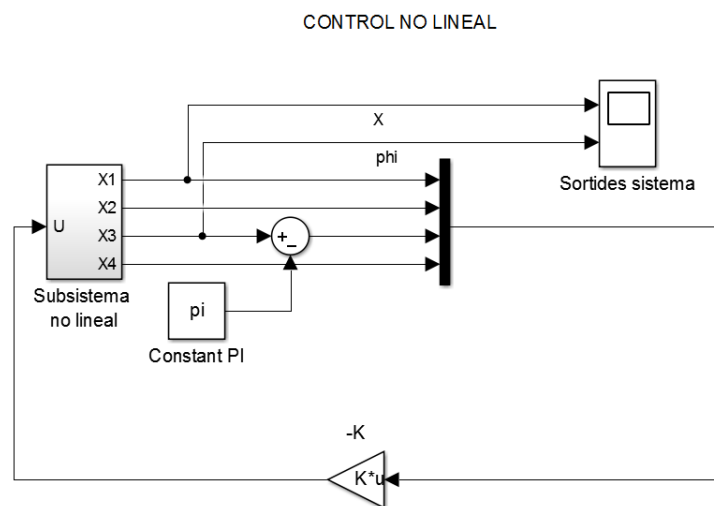 CONTROL NO LINEAL
X
phi
Sortides sistema
X1
X2
U
X3
X4
Subsistema
no lineal
pi
Constant PI
-K
K*u